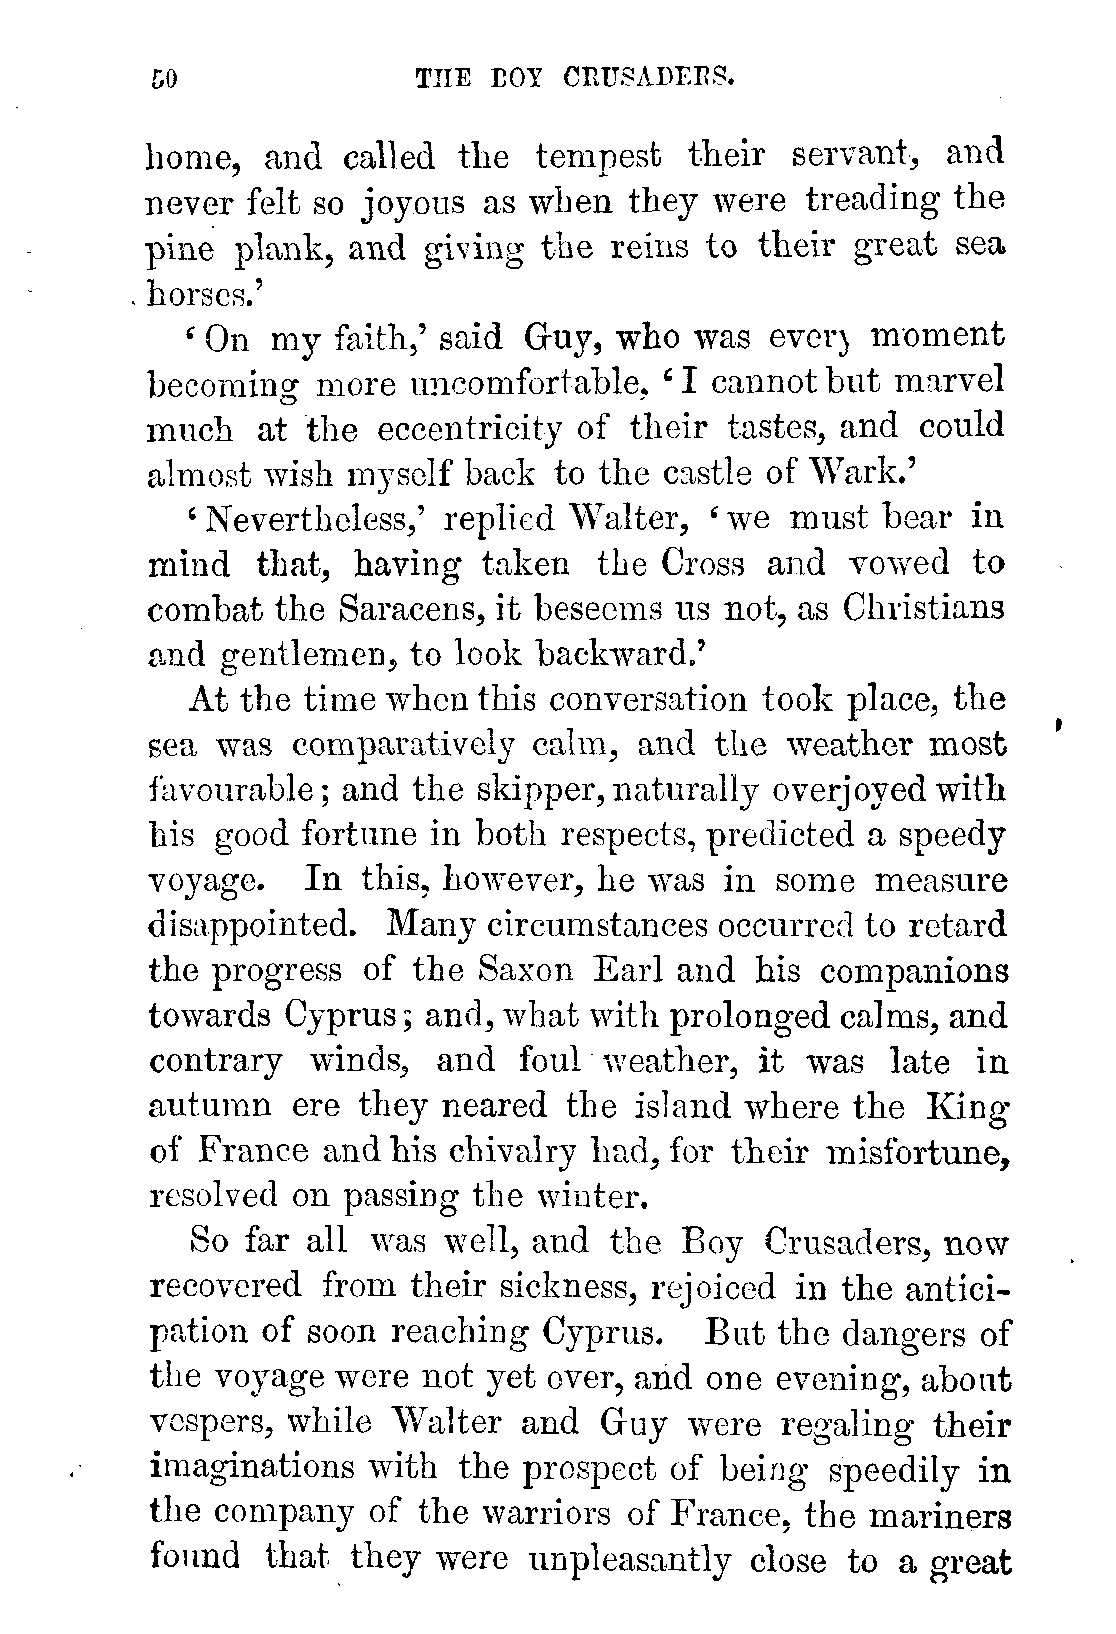 50 THE BOY CRUSADERS.
home, and called the tempest their servant, and
never felt so joyous as when they were treading the
pine plank, and giving the reins to their great sea
horses.'
'On my faith,' said Guy, who was every moment
becoming more uncomfortable, 'I cannot but marvel
much at the eccentricity of their tastes, and could
almost wish myself back to the castle of Wark.'
'Nevertheless,' replied Walter, 'we must bear in
mind that, having taken the Cross and vowed to
combat the Saracens, it beseems us not, as Christians
and gentlemen, to look backward.'
At the time when this conversation took place, the
sea was comparatively calm, and the weather most
favourable; and the skipper, naturally overjoyed with
his good fortune in both respects, predicted a speedy
voyage. In this, however, he was in some measure
disappointed. Many circumstances occurred to retard
the progress of the Saxon Earl and his companions
towards Cyprus; and, what with prolonged calms, and
contrary winds, and foul weather, it was late in
autumn ere they neared the island where the King
of France and his chivalry had, for their misfortune,
resolved on passing the winter.
So far all was well, and the Boy Crusaders, now
recovered from their sickness, rejoiced in the antici-
pation of soon reaching Cyprus. But the dangers of
the voyage were not yet over, and one evening, about
vespers, while Walter and Guy were regaling their
imaginations with the prospect of being speedily in
the company of the warriors of France, the mariners
found that they were unpleasantly close to a great